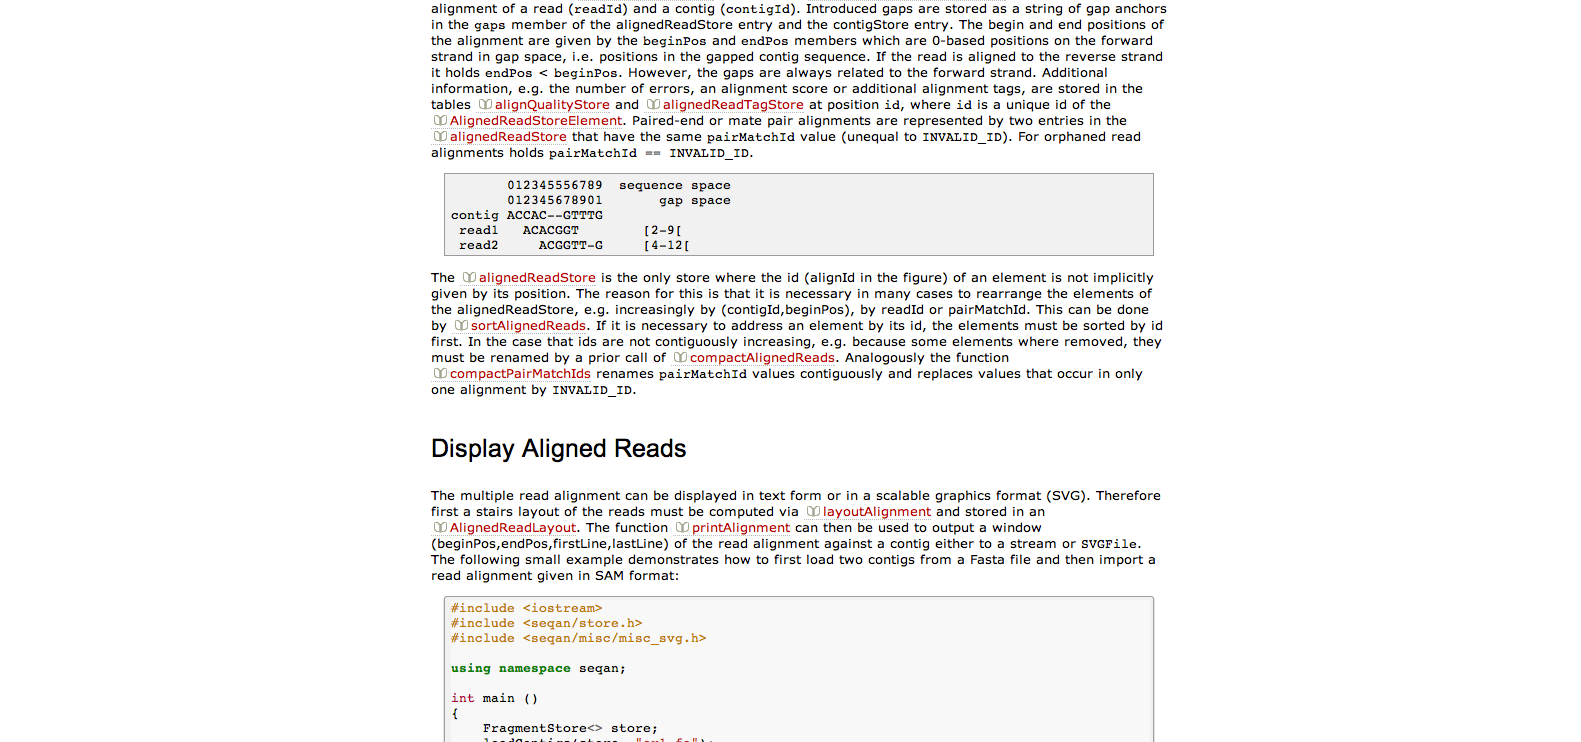 alignment of a read (readId) and a contig (contigId). Introduced gaps are stored as a string of gap anchors
in the gaps member of the alignedReadStore entry and the contigStore entry. The begin and end positions of
the alignment are given by the beginPos and endPos members which are 0-based positions on the forward
strand in gap space, i.e. positions in the gapped contig sequence. If the read is aligned to the reverse strand
it holds endPos < beginPos. However, the gaps are always related to the forward strand. Additional
information, e.g. the number of errors, an alignment score or additional alignment tags, are stored in the
tables alignQualityStore and alignedReadTagStore at position id, where id is a unique id of the
AlignedReadStoreElement. Paired-end or mate pair alignments are represented by two entries in the
alignedReadStore that have the same pairMatchId value (unequal to INVALID_ID). For orphaned read
alignments holds pairMatchId == INVALID_ID.
       012345556789  sequence space
       012345678901       gap space
contig ACCAC--GTTTG
 read1   ACACGGT        [2-9[
 read2     ACGGTT-G     [4-12[
The alignedReadStore is the only store where the id (alignId in the figure) of an element is not implicitly
given by its position. The reason for this is that it is necessary in many cases to rearrange the elements of
the alignedReadStore, e.g. increasingly by (contigId,beginPos), by readId or pairMatchId. This can be done
by sortAlignedReads. If it is necessary to address an element by its id, the elements must be sorted by id
first. In the case that ids are not contiguously increasing, e.g. because some elements where removed, they
must be renamed by a prior call of compactAlignedReads. Analogously the function
compactPairMatchIds renames pairMatchId values contiguously and replaces values that occur in only
one alignment by INVALID_ID.
Display Aligned Reads
The multiple read alignment can be displayed in text form or in a scalable graphics format (SVG). Therefore
first a stairs layout of the reads must be computed via layoutAlignment and stored in an
AlignedReadLayout. The function printAlignment can then be used to output a window
(beginPos,endPos,firstLine,lastLine) of the read alignment against a contig either to a stream or SVGFile.
The following small example demonstrates how to first load two contigs from a Fasta file and then import a
read alignment given in SAM format:
#include <iostream>
#include <seqan/store.h>
#include <seqan/misc/misc_svg.h>
using namespace seqan;
int main ()
{
    FragmentStore<> store;